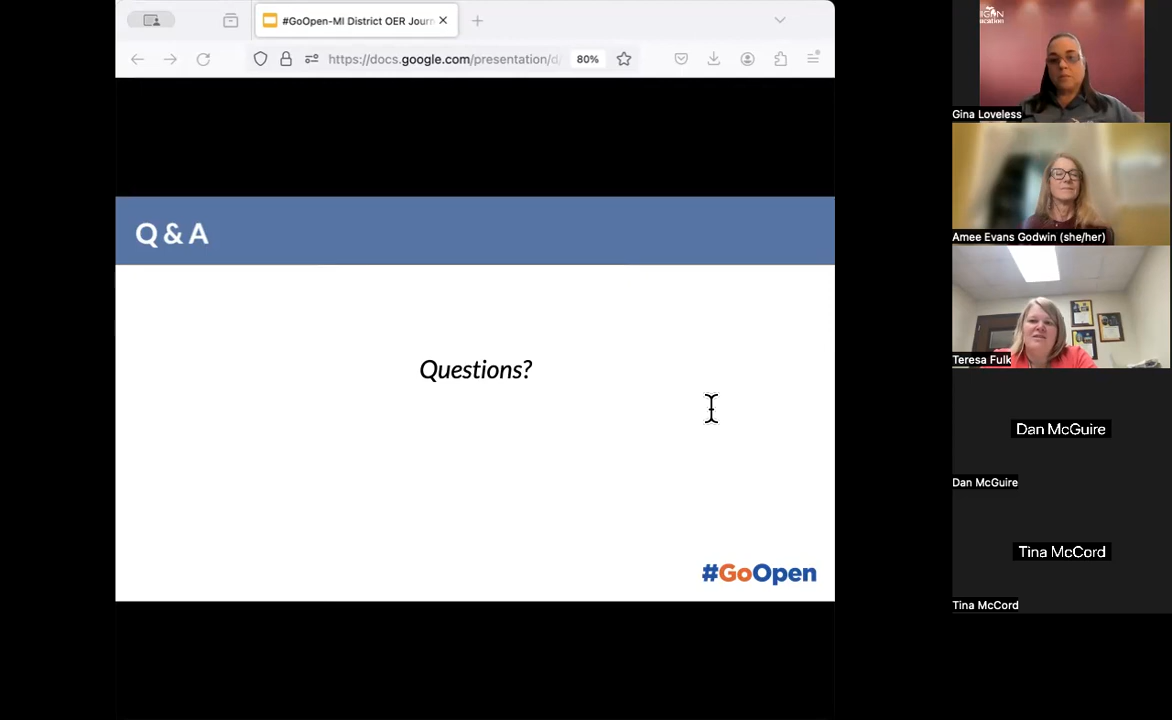 #GoOpen-MI District OER Jour
https://docs.google.com/presentation/d/
80%
Q & A
Questions?
#GoOpen
Gina Loveless
Amee Evans Godwin (she/her)
Teresa Fulk
Dan McGuire
Dan McGuire
Tina McCord
Tina McCord